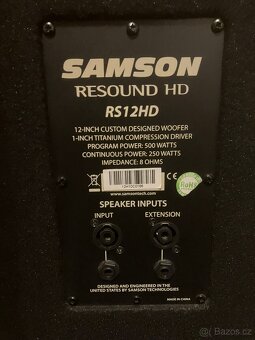 SAMSON
RESOUND HD
RS12HD
12-INCH CUSTOM DESIGNED WOOFER
1-INCH TITANIUM COMPRESSION DRIVER
PROGRAM POWER: 500 WATTS
CONTINUOUS POWER: 250 WATTS
IMPEDANCE: 8 OHMS
RoHS
www.samsontech.com
SPEAKER INPUTS
INPUT EXTENSION
DESIGNED AND ENGINEERED IN THE
UNITED STATES BY SAMSON TECHNOLOGIES
MADE IN CHINA
Bazoš.cz